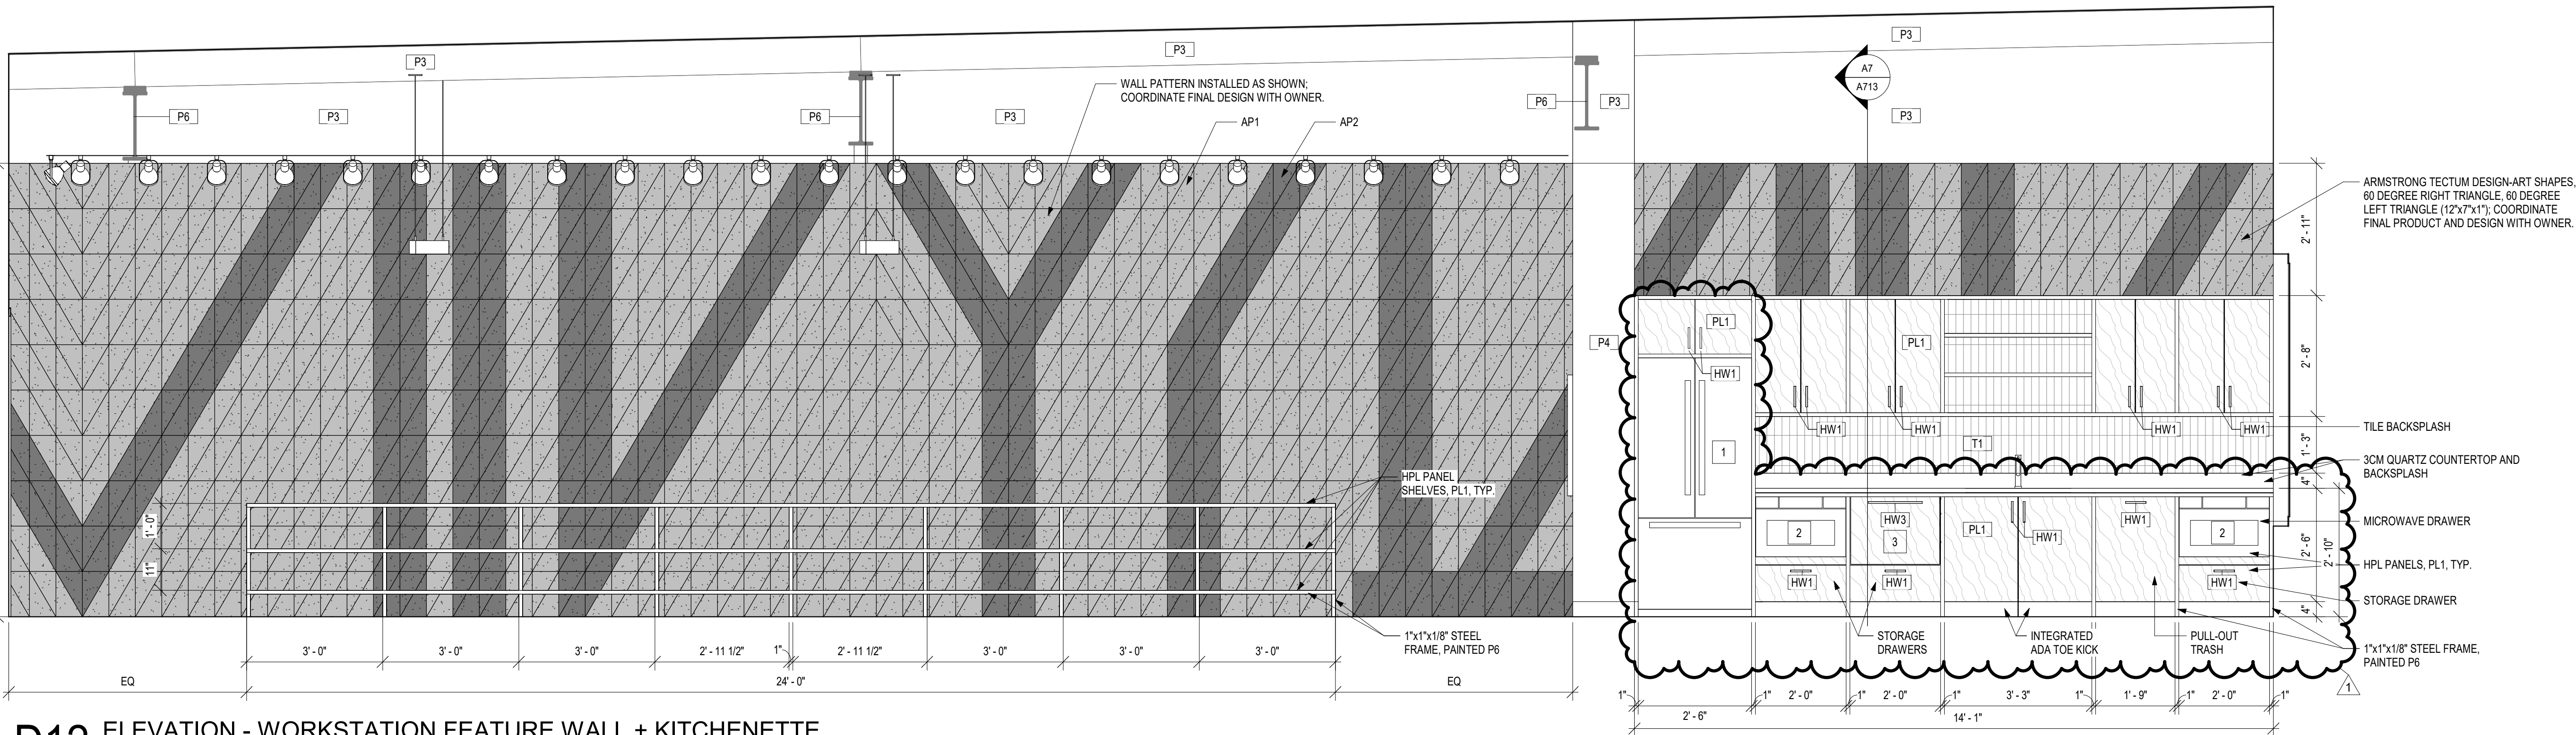 P3
P3
P3
A7
A713
WALL PATTERN INSTALLED AS SHOWN;
COORDINATE FINAL DESIGN WITH OWNER.
P6
P3
P6
P3
P6
P3
P3
AP1
AP2
ARMSTRONG TECTUM DESIGN-ART SHAPES,
60 DEGREE RIGHT TRIANGLE, 60 DEGREE
LEFT TRIANGLE (12"x7"x1"); COORDINATE
FINAL PRODUCT AND DESIGN WITH OWNER.
2' - 11"
PL1
PL1
P4
2' - 8"
HW1
HW1
HW1
HW1
HW1
TILE BACKSPLASH
T1
1' - 3"
1
3CM QUARTZ COUNTERTOP AND
BACKSPLASH
4"
HPL PANEL
SHELVES, PL1, TYP.
1' - 0"
11"
HW3
HW1
PL1
HW1
2
3
2
MICROWAVE DRAWER
2' - 6"
2' - 10"
HPL PANELS, PL1, TYP.
HW1
HW1
HW1
STORAGE DRAWER
4"
1"x1"x1/8" STEEL
FRAME, PAINTED P6
STORAGE
DRAWERS
INTEGRATED
ADA TOE KICK
PULL-OUT
TRASH
1"x1"x1/8" STEEL FRAME,
PAINTED P6
3' - 0"
3' - 0"
3' - 0"
2' - 11 1/2"
1"
2' - 11 1/2"
3' - 0"
3' - 0"
3' - 0"
EQ
24' - 0"
EQ
1
1"
1"
2' - 0"
1"
2' - 0"
1"
3' - 3"
1"
1' - 9"
1"
2' - 0"
1"
2' - 6"
14' - 1"
ELEVATION - WORKSTATION FEATURE WALL + KITCHENETTE